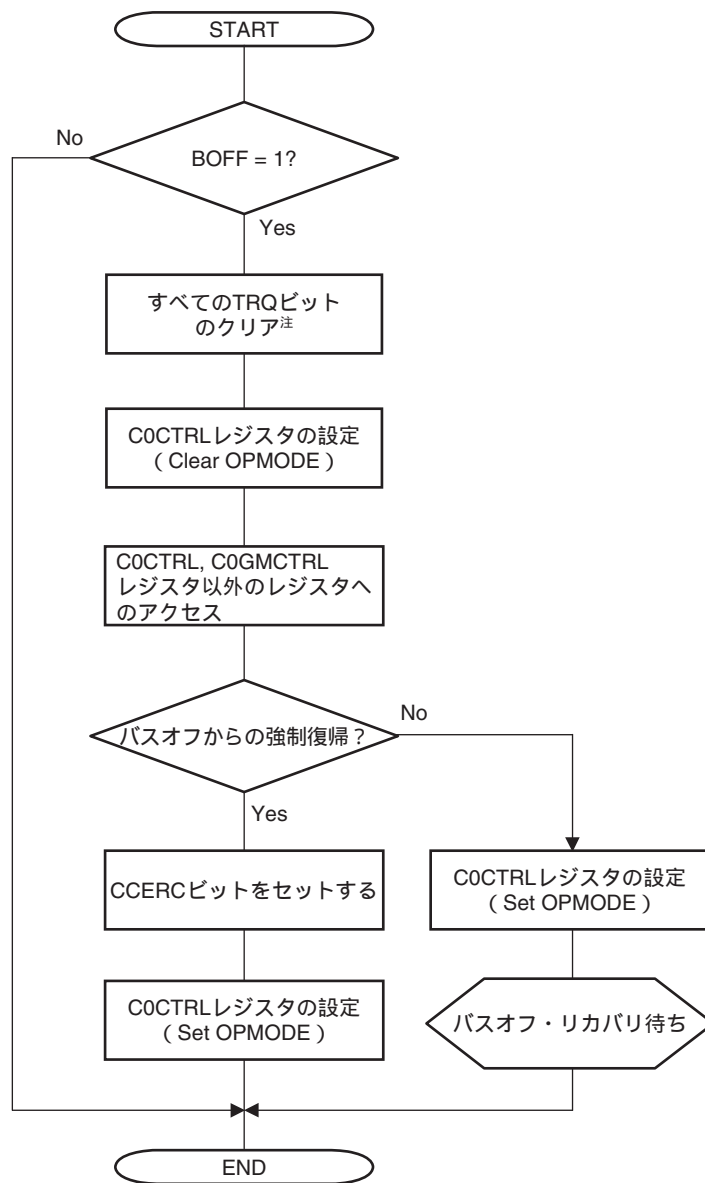 START
No
BOFF = 1?
Yes
すべてのTRQビット
のクリア注
C0CTRLレジスタの設定
（Clear OPMODE）
C0CTRL, C0GMCTRL
レジスタ以外のレジスタへ
のアクセス
No
バスオフからの強制復帰？
Yes
CCERCビットをセットする
C0CTRLレジスタの設定
（Set OPMODE）
C0CTRLレジスタの設定
（Set OPMODE）
バスオフ・リカバリ待ち
END